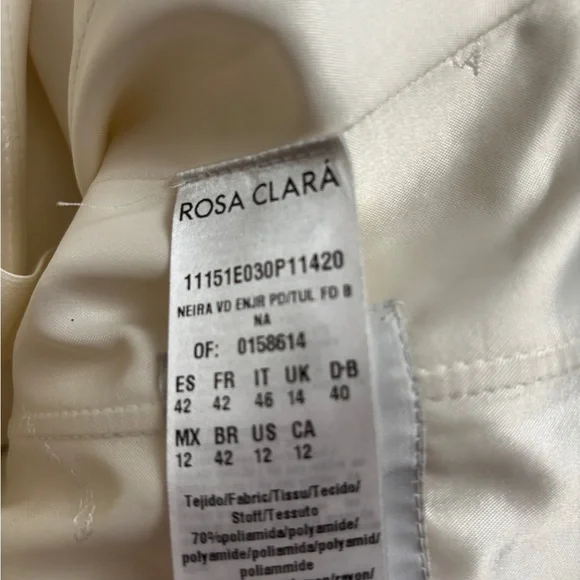 ROSA CLARÁ
11151E030P11420
NEIRA VD ENJR PD/TUL FD B
NA
OF: 0158614
ES FR IT UK D-B
42 42 46 14 40
MX BR US CA
12 42 12 12
Tejido/Fabric/Tissu/Tecido/
Stoff/Tessuto
70%poliamida/polyamide/
polyamide/poliamida/polyamid/
poliammide
/rayon/